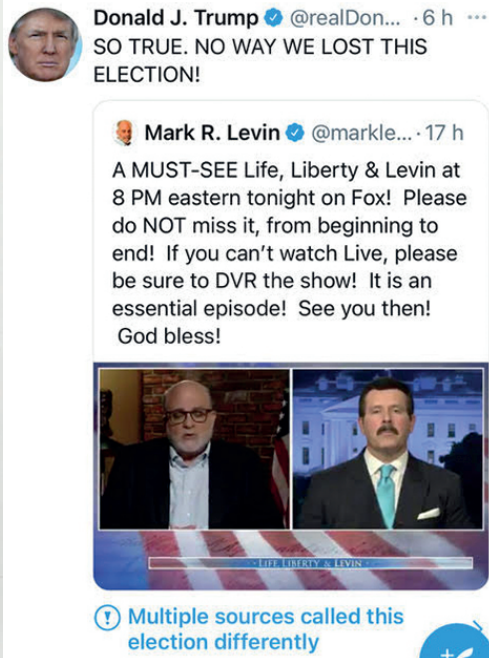 Donald J. Trump @realDon... · 6 h ...
SO TRUE. NO WAY WE LOST THIS
ELECTION!
Mark R. Levin @markle... · 17 h
A MUST-SEE Life, Liberty & Levin at
8 PM eastern tonight on Fox! Please
do NOT miss it, from beginning to
end! If you can't watch Live, please
be sure to DVR the show! It is an
essential episode! See you then!
God bless!
LIFE LIBERTY & LEVIN
Multiple sources called this
election differently